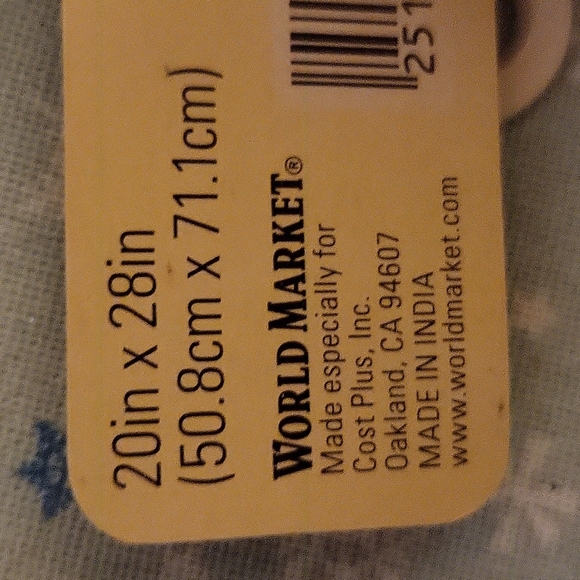 20in x 28in
(50.8cm x 71.1cm)
WORLD MARKET®
Made especially for
Cost Plus, Inc.
Oakland, CA 94607
MADE IN INDIA
www.worldmarket.com
251